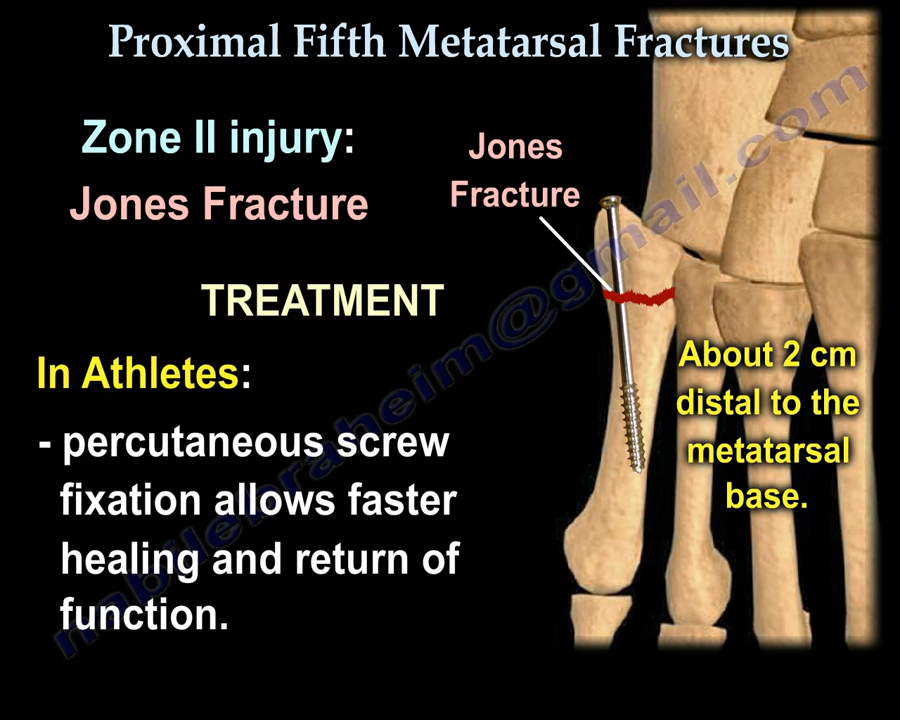 Proximal Fifth Metatarsal Fractures
Zone II injury:
Jones Fracture
Jones
Fracture
TREATMENT
In Athletes:
- percutaneous screw
fixation allows faster
healing and return of
function.
About 2 cm
distal to the
metatarsal
base.
nabilebraheim@gmail.com